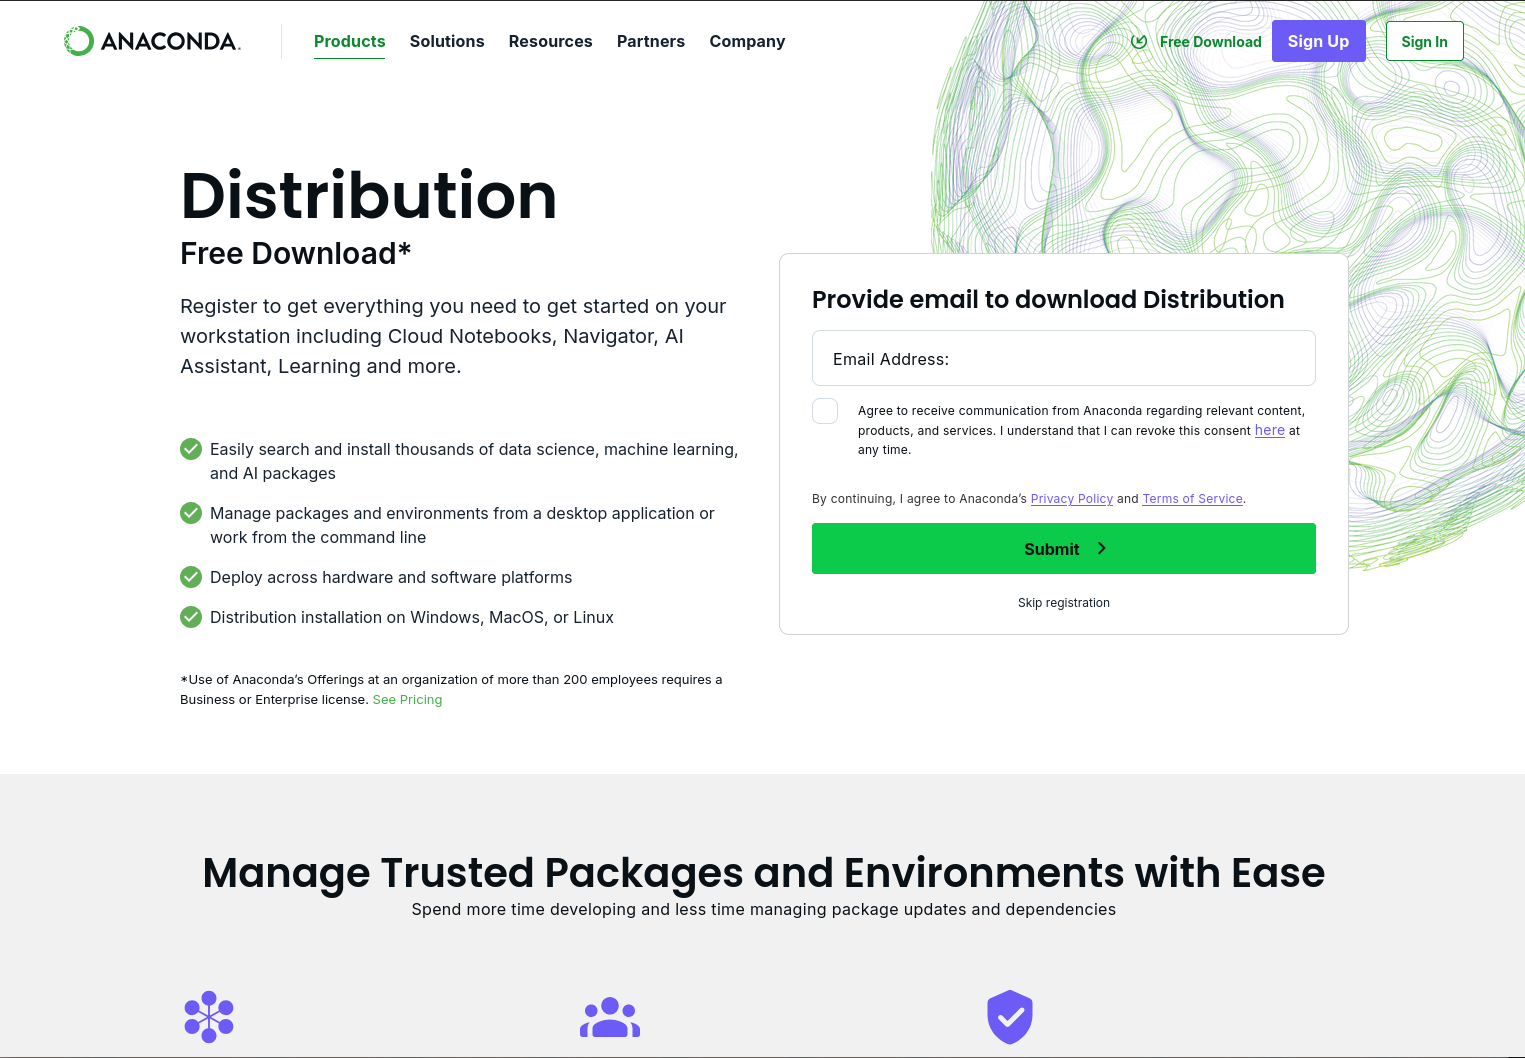 ANACONDA.
Products Solutions Resources Partners Company
Free Download Sign Up Sign In
Distribution
Free Download*
Register to get everything you need to get started on your
workstation including Cloud Notebooks, Navigator, AI
Assistant, Learning and more.
Easily search and install thousands of data science, machine learning,
and AI packages
Manage packages and environments from a desktop application or
work from the command line
Deploy across hardware and software platforms
Distribution installation on Windows, MacOS, or Linux
*Use of Anaconda’s Offerings at an organization of more than 200 employees requires a
Business or Enterprise license. See Pricing
Provide email to download Distribution
Email Address:
Agree to receive communication from Anaconda regarding relevant content,
products, and services. I understand that I can revoke this consent here at
any time.
By continuing, I agree to Anaconda’s Privacy Policy and Terms of Service.
Submit
Skip registration
Manage Trusted Packages and Environments with Ease
Spend more time developing and less time managing package updates and dependencies